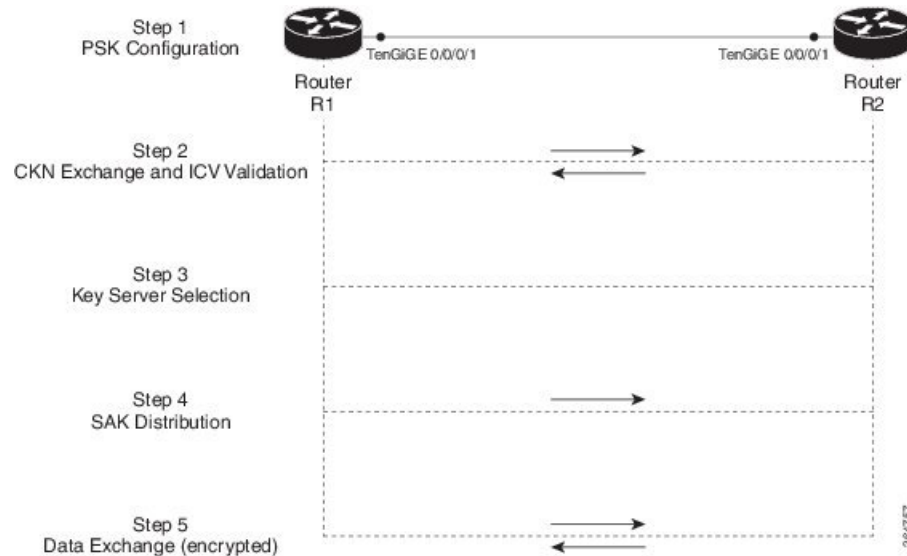 Step 1
PSK Configuration
TenGiGE 0/0/0/1
TenGiGE 0/0/0/1
Router
R1
Router
R2
Step 2
CKN Exchange and ICV Validation
Step 3
Key Server Selection
Step 4
SAK Distribution
Step 5
Data Exchange (encrypted)